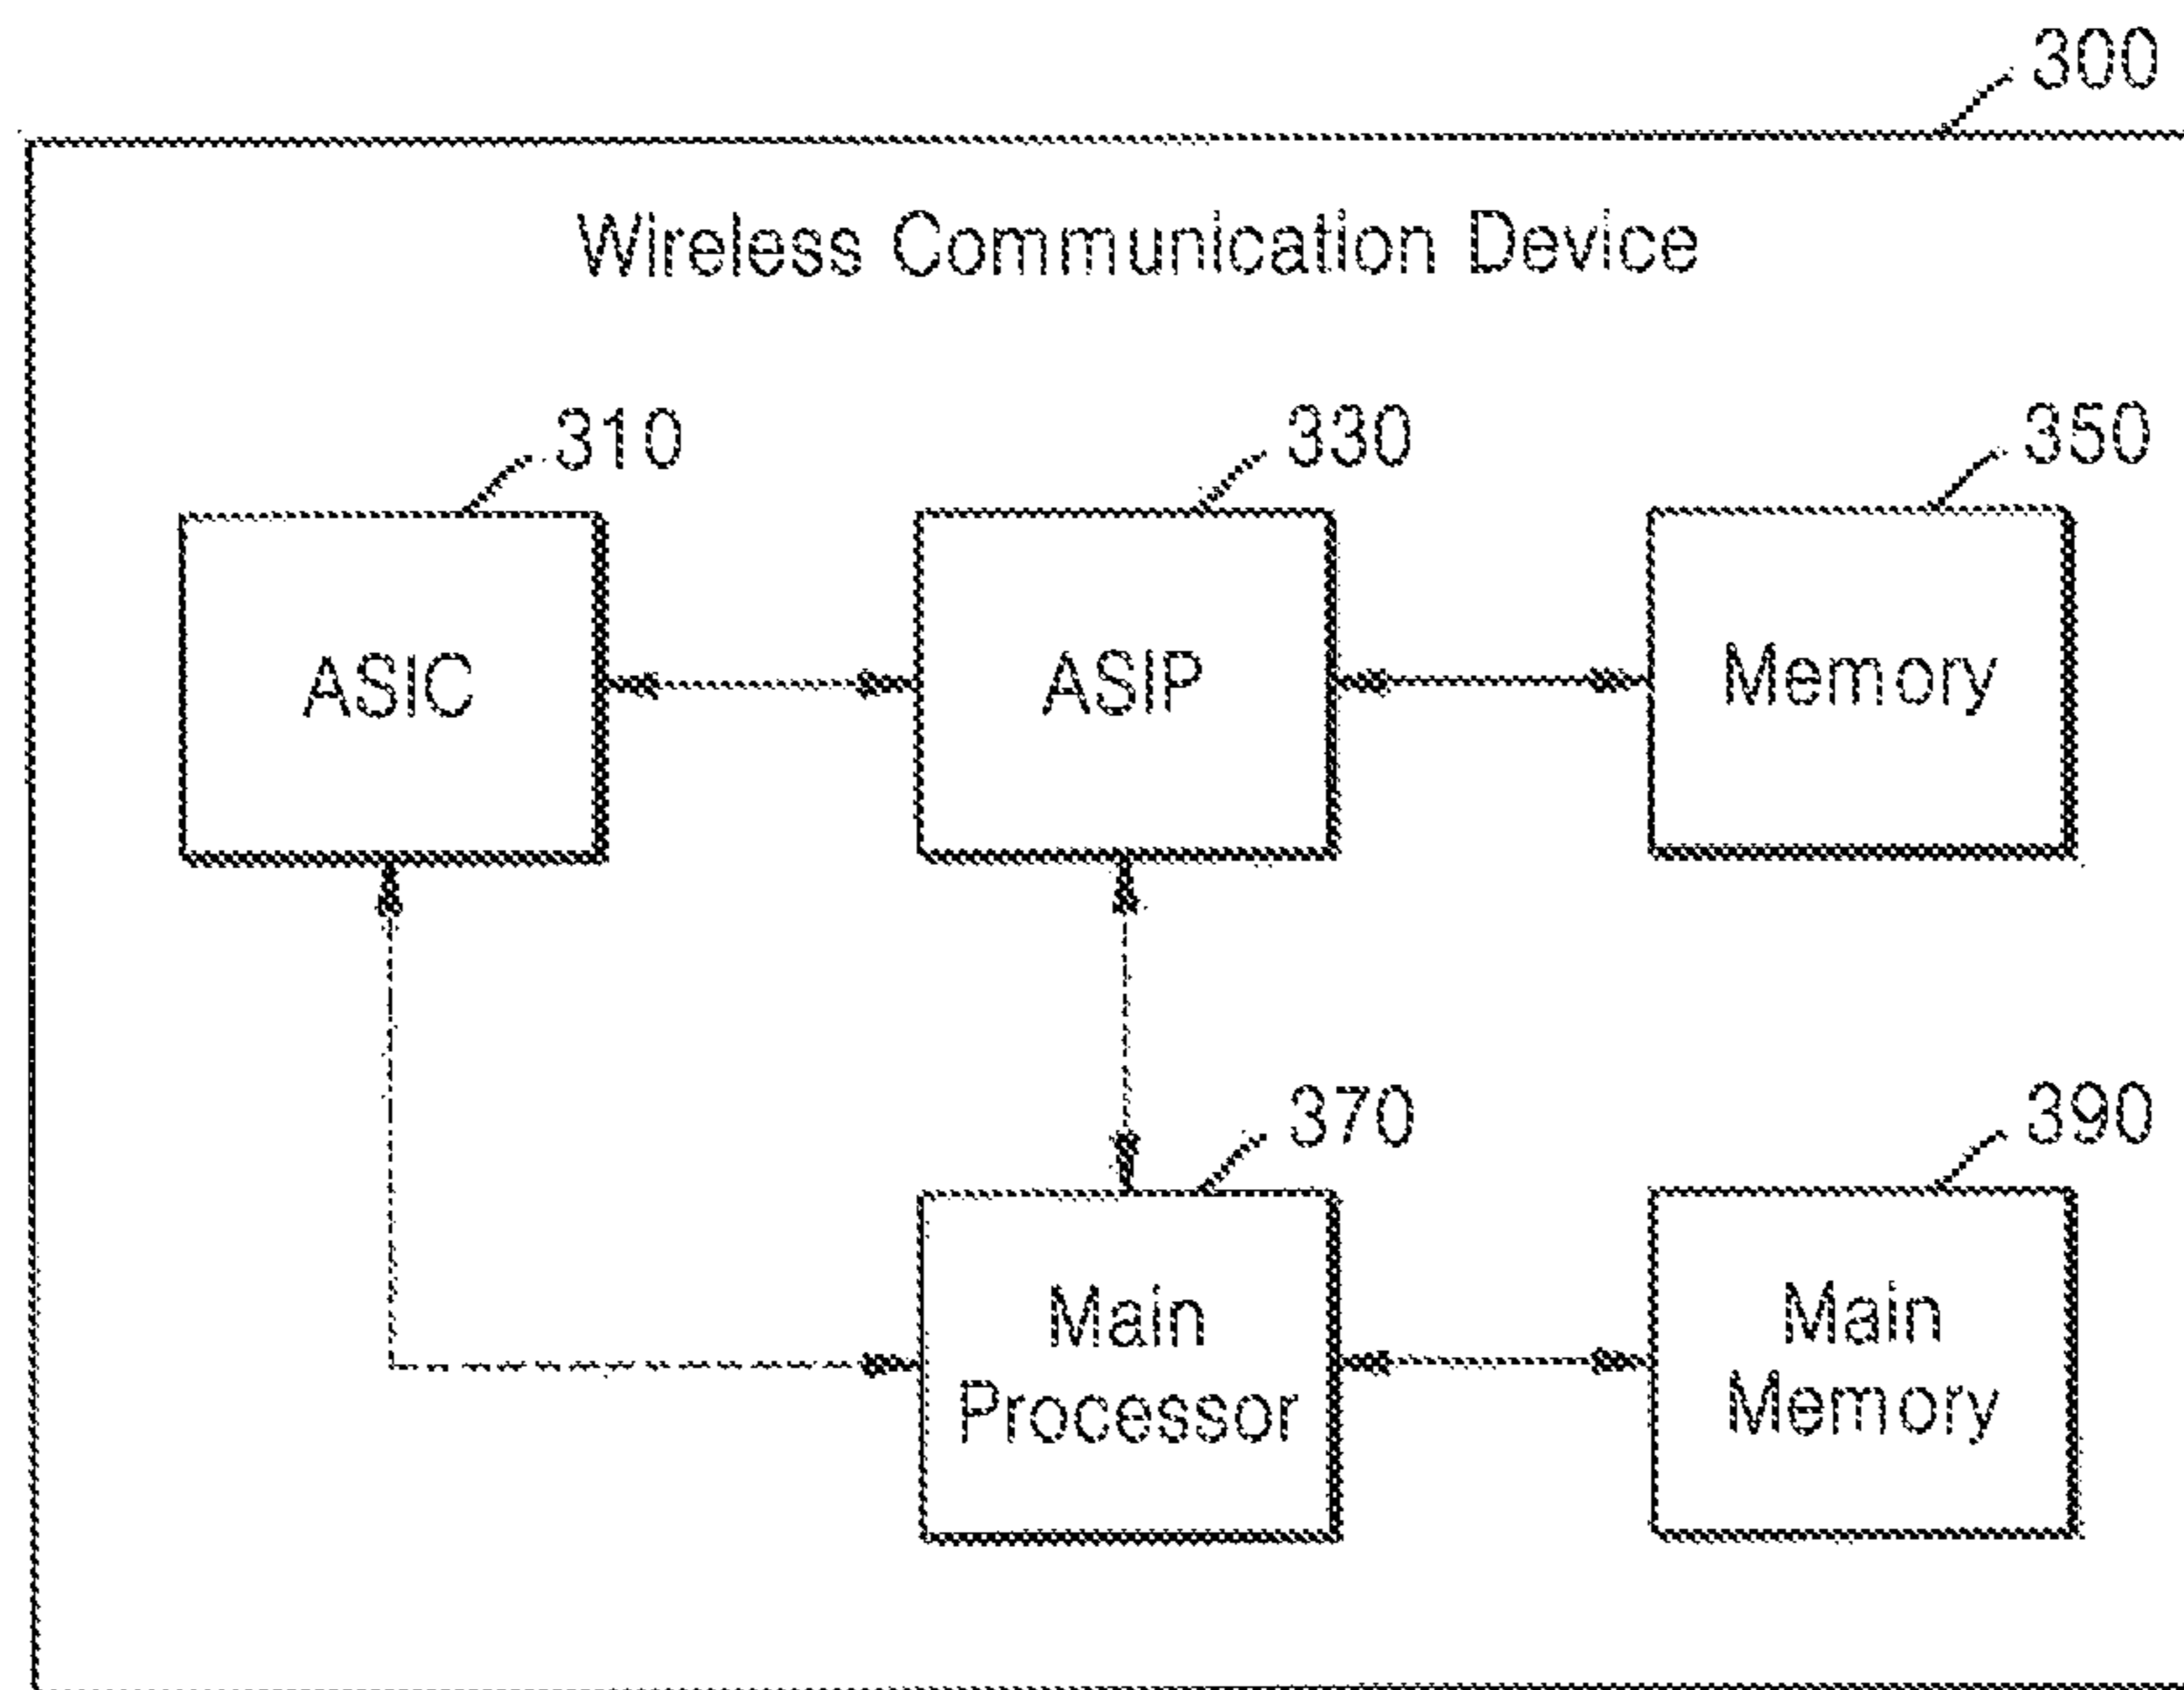 300
Wireless Communication Device
310
330
350
ASIC
ASIP
Memory
370
390
Main
Processor
Main
Memory